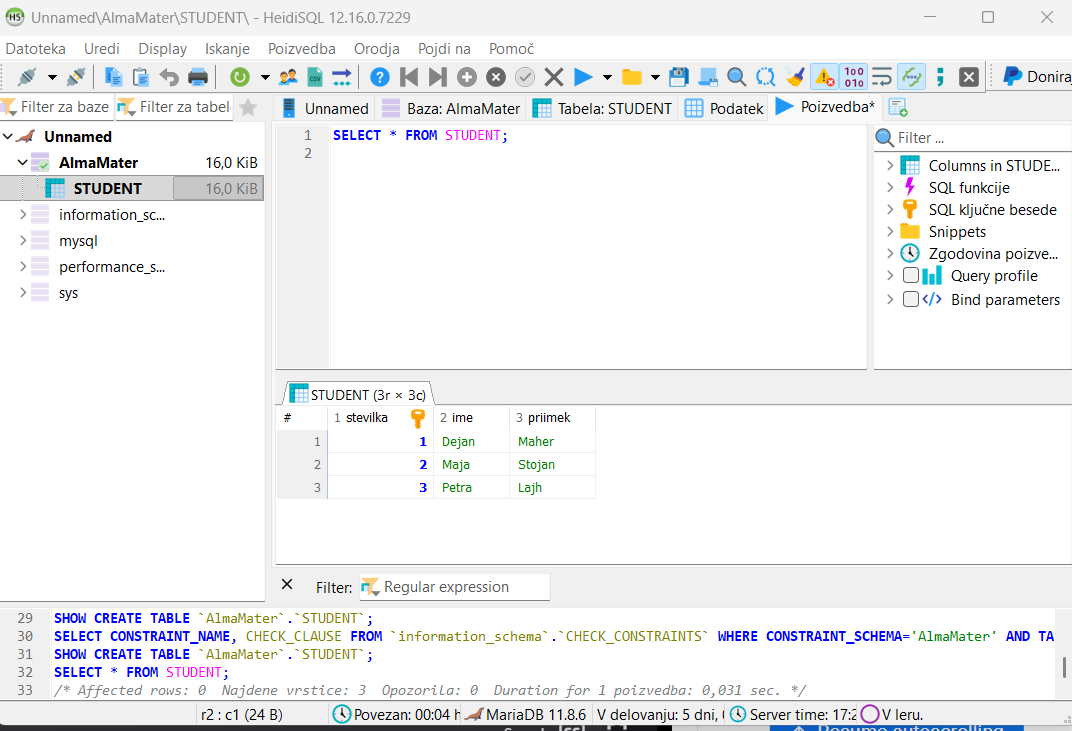 Unnamed\AlmaMater\STUDENT\ - HeidiSQL 12.16.0.7229
Datoteka Uredi Display Iskanje Poizvedba Orodja Pojdi na Pomoč
Donira
Filter za baze Filter za tabel
Unnamed Baza: AlmaMater Tabela: STUDENT Podatek Poizvedba*
Unnamed
AlmaMater 16,0 KiB
STUDENT 16,0 KiB
information_sc...
mysql
performance_s...
sys
1 SELECT * FROM STUDENT;
2
Filter ...
Columns in STUDE...
SQL funkcije
SQL ključne besede
Snippets
Zgodovina poizve...
Query profile
Bind parameters
STUDENT (3r × 3c)
# 1 stevilka 2 ime 3 priimek
1 1 Dejan Maher
2 2 Maja Stojan
3 3 Petra Lajh
Filter: Regular expression
29 SHOW CREATE TABLE `AlmaMater`.`STUDENT`;
30 SELECT CONSTRAINT_NAME, CHECK_CLAUSE FROM `information_schema`.`CHECK_CONSTRAINTS` WHERE CONSTRAINT_SCHEMA='AlmaMater' AND TA
31 SHOW CREATE TABLE `AlmaMater`.`STUDENT`;
32 SELECT * FROM STUDENT;
33 /* Affected rows: 0 Najdene vrstice: 3 Opozorila: 0 Duration for 1 poizvedba: 0,031 sec. */
r2 : c1 (24 B) Povezan: 00:04 h MariaDB 11.8.6 V delovanju: 5 dni, Server time: 17:2 V leru.